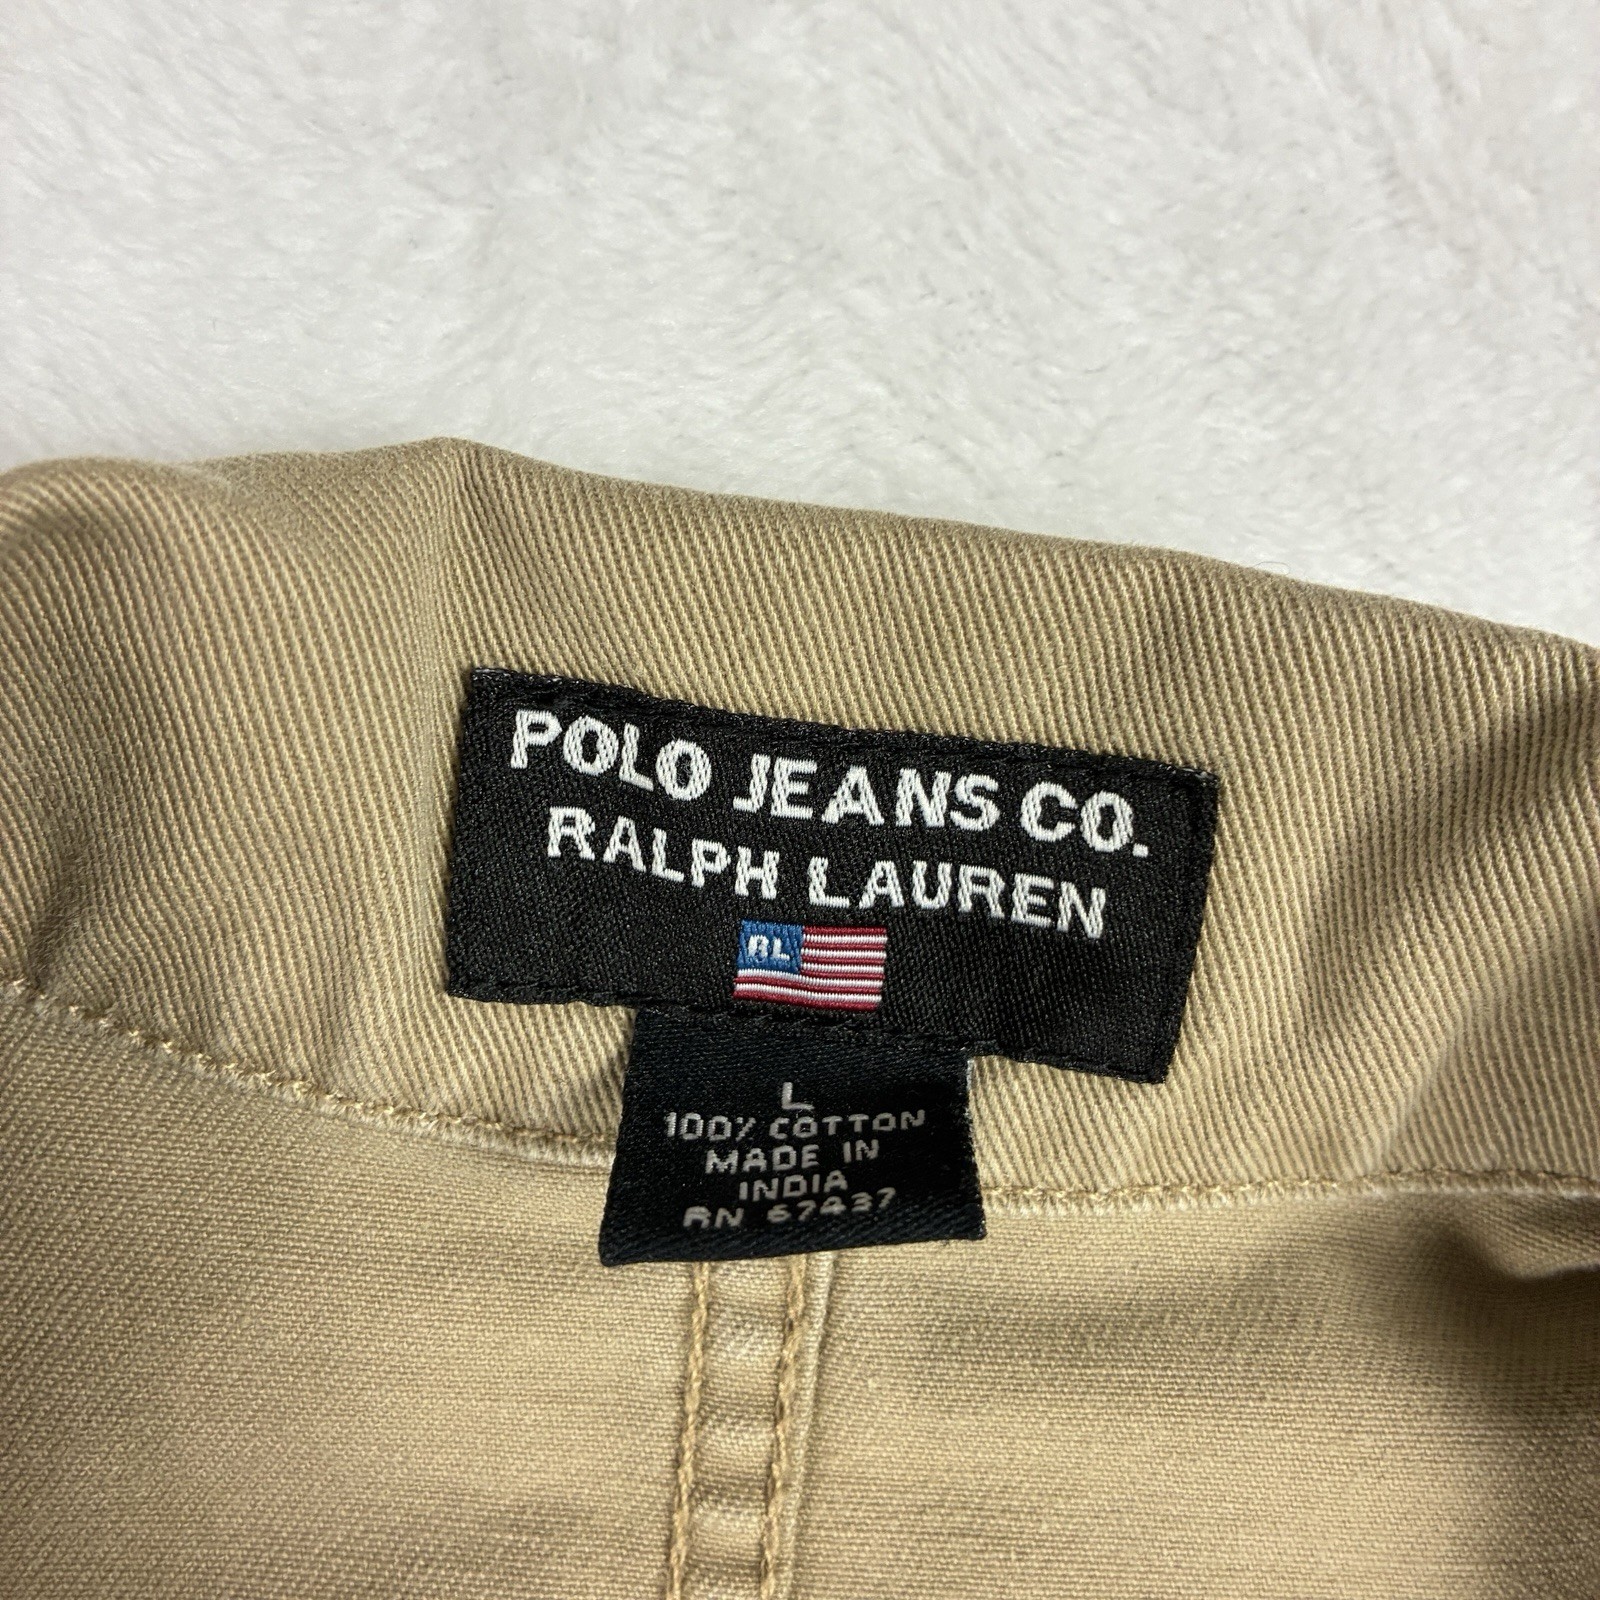 POLO JEANS CO.
RALPH LAUREN
RL
L
100% COTTON
MADE IN
INDIA
RN 67437